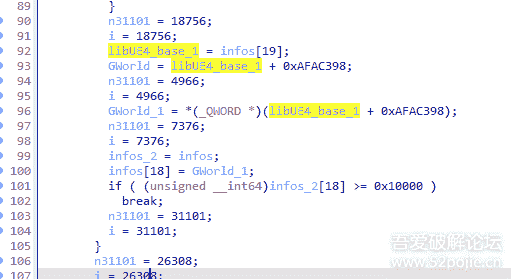 89 }
90 n31101 = 18756;
91 i = 18756;
92 libUE4_base_1 = infos[19];
93 GWorld = libUE4_base_1 + 0xAFAC398;
94 n31101 = 4966;
95 i = 4966;
96 GWorld_1 = *(_QWORD *)(libUE4_base_1 + 0xAFAC398);
97 n31101 = 7376;
98 i = 7376;
99 infos_2 = infos;
100 infos[18] = GWorld_1;
101 if ( (unsigned __int64)infos_2[18] >= 0x10000 )
102 break;
103 n31101 = 31101;
104 i = 31101;
105 }
106 n31101 = 26308;
107 i = 26308;
吾爱破解论坛
www.52pojie.cn